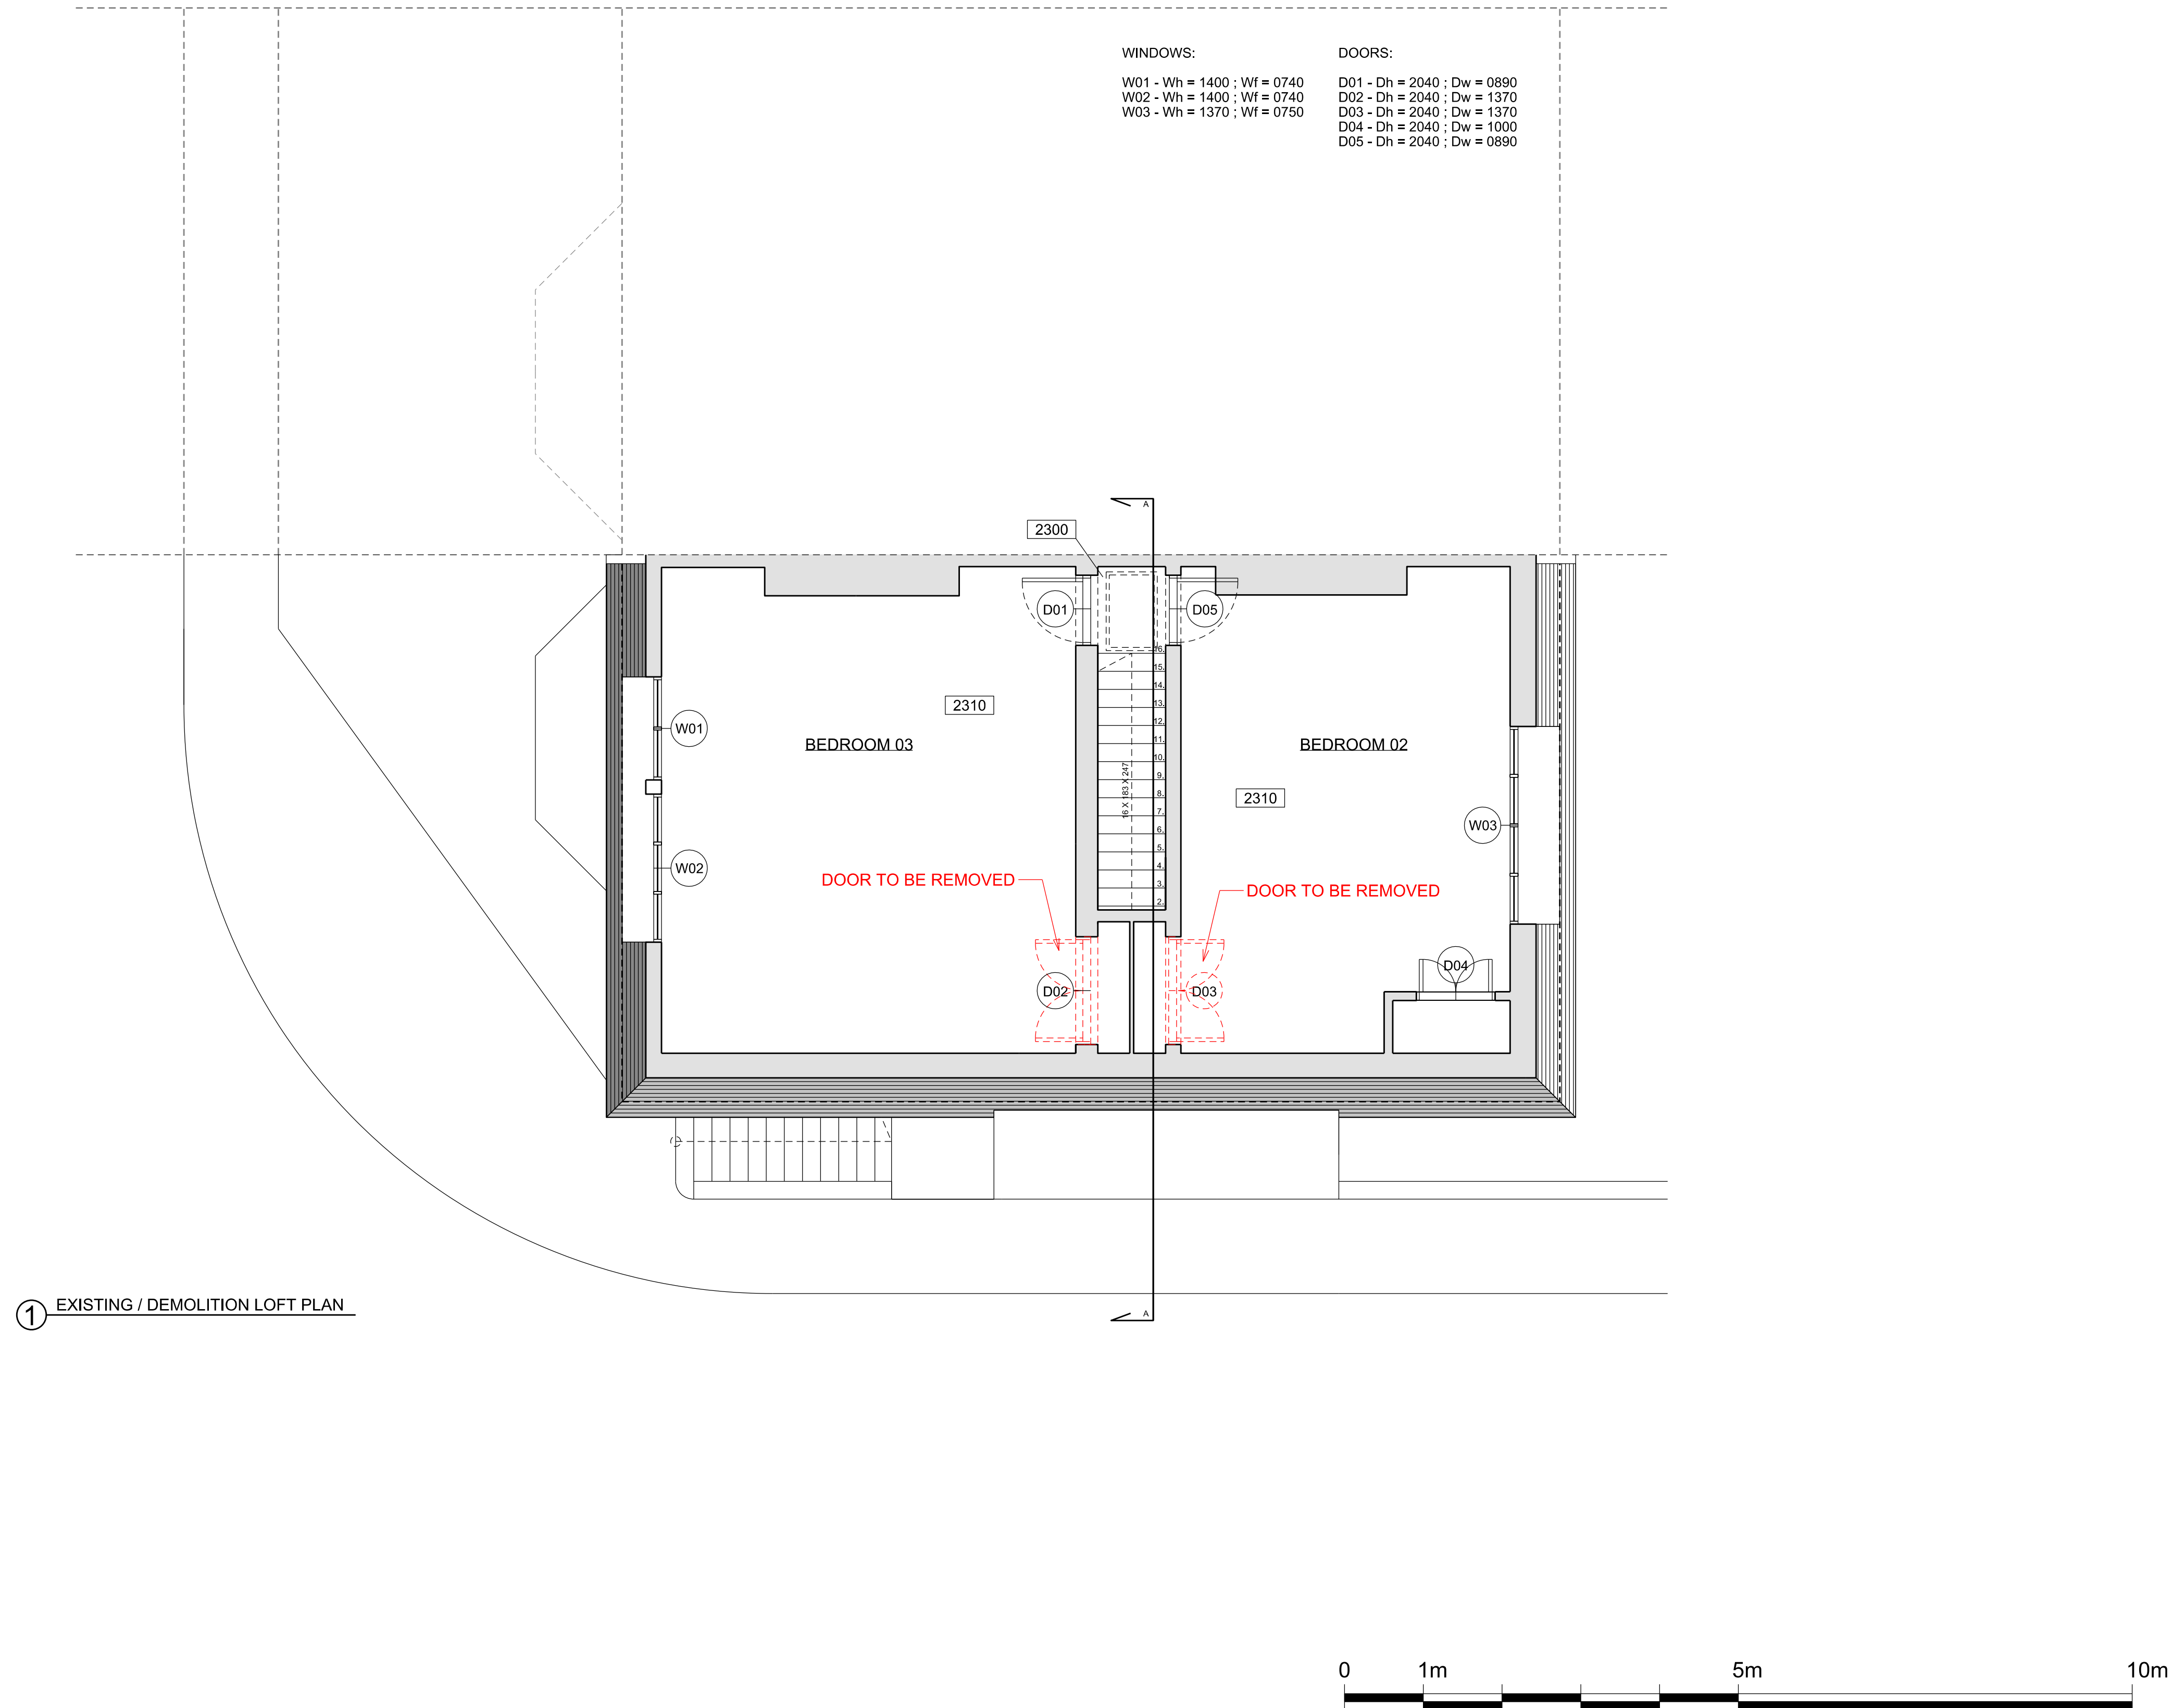 WINDOWS:
W01 - Wh = 1400 ; Wf = 0740
W02 - Wh = 1400 ; Wf = 0740
W03 - Wh = 1370 ; Wf = 0750
DOORS:
D01 - Dh = 2040 ; Dw = 0890
D02 - Dh = 2040 ; Dw = 1370
D03 - Dh = 2040 ; Dw = 1370
D04 - Dh = 2040 ; Dw = 1000
D05 - Dh = 2040 ; Dw = 0890
A
2300
D01
D05
16.
15.
14.
13.
12.
11.
10.
9.
8.
7.
6.
5.
4.
3.
2.
16 X 183 X 247
2310
W01
BEDROOM 03
BEDROOM 02
2310
W03
W02
DOOR TO BE REMOVED
DOOR TO BE REMOVED
D04
D02
D03
A
1 EXISTING / DEMOLITION LOFT PLAN
0 1m 5m 10m